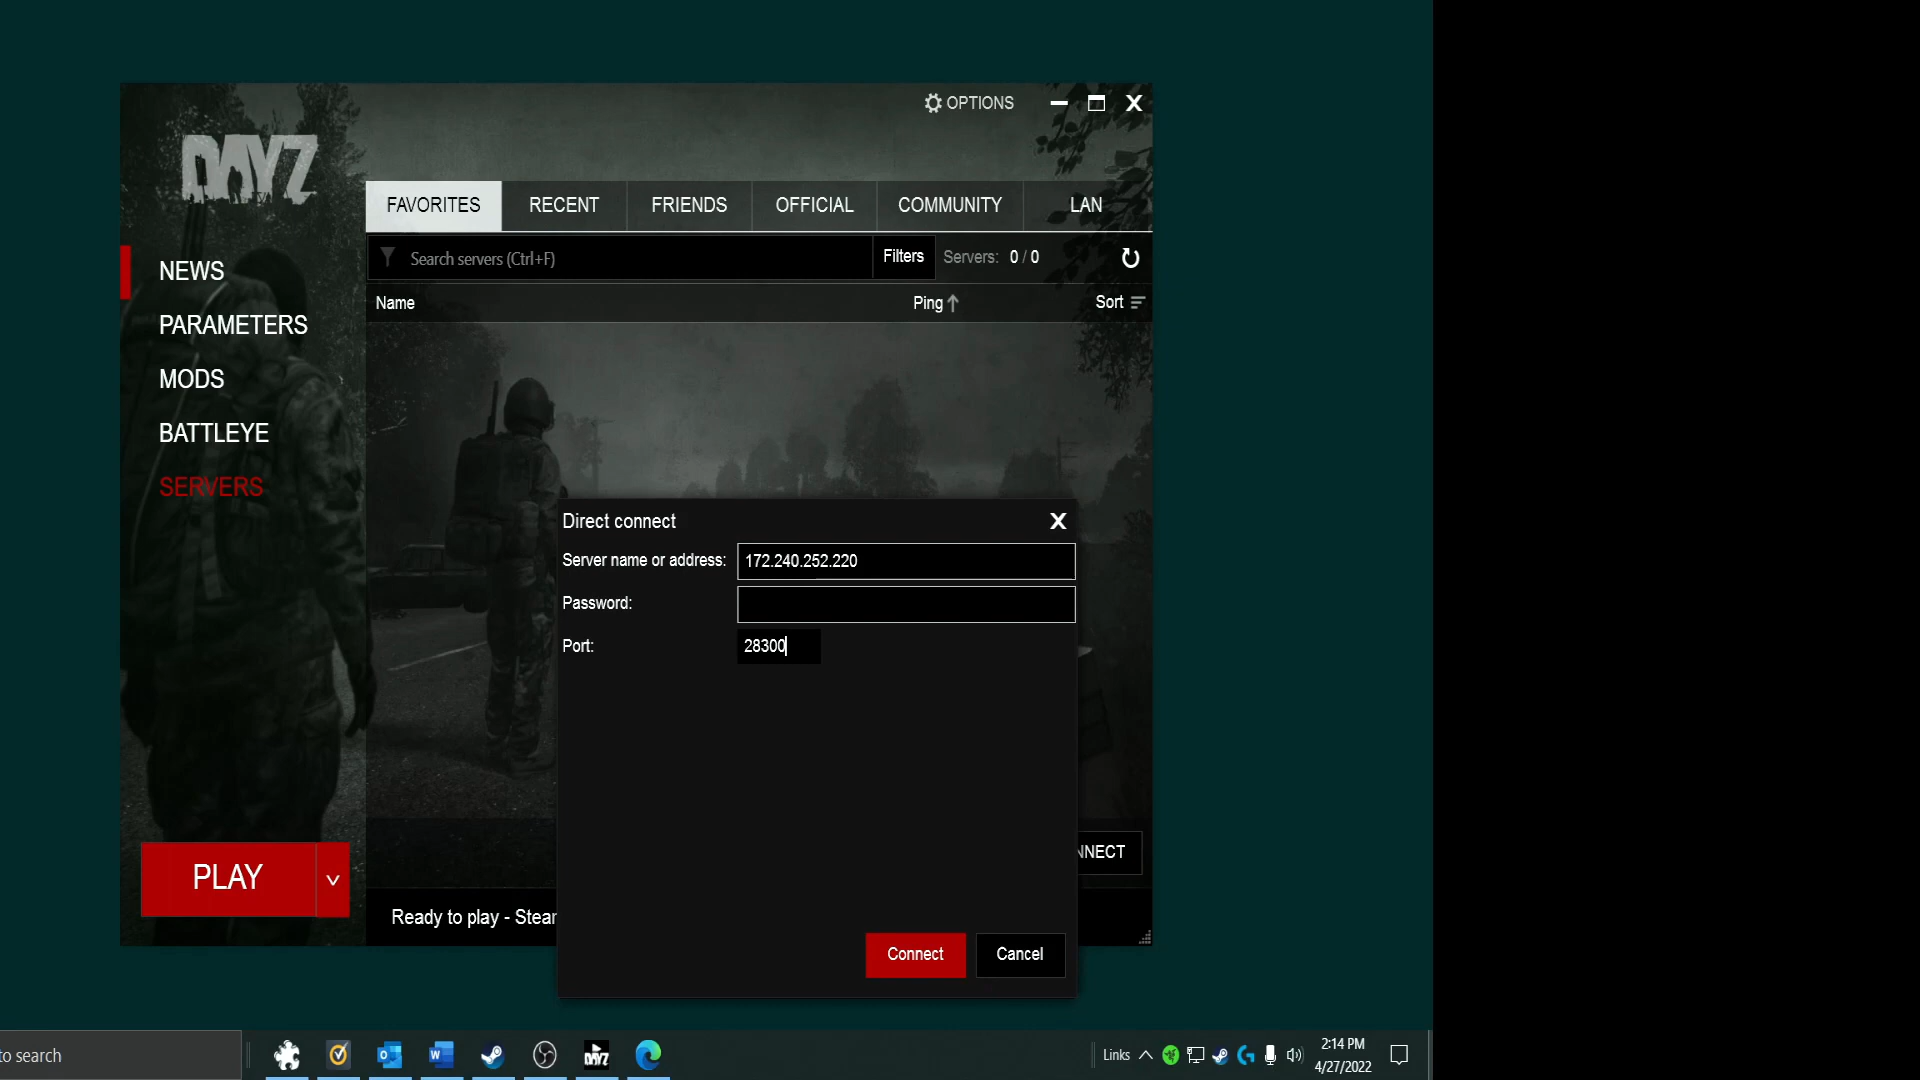 OPTIONS
X
DAYZ
FAVORITES RECENT FRIENDS OFFICIAL COMMUNITY LAN
Search servers (Ctrl+F) Filters Servers: 0 / 0
Name Ping Sort
NEWS
PARAMETERS
MODS
BATTLEYE
SERVERS
Direct connect X
Server name or address: 172.240.252.220
Password:
Port: 28300
NNECT
PLAY
Ready to play - Stear
Connect Cancel
to search
DAYZ
Links
2:14 PM
4/27/2022